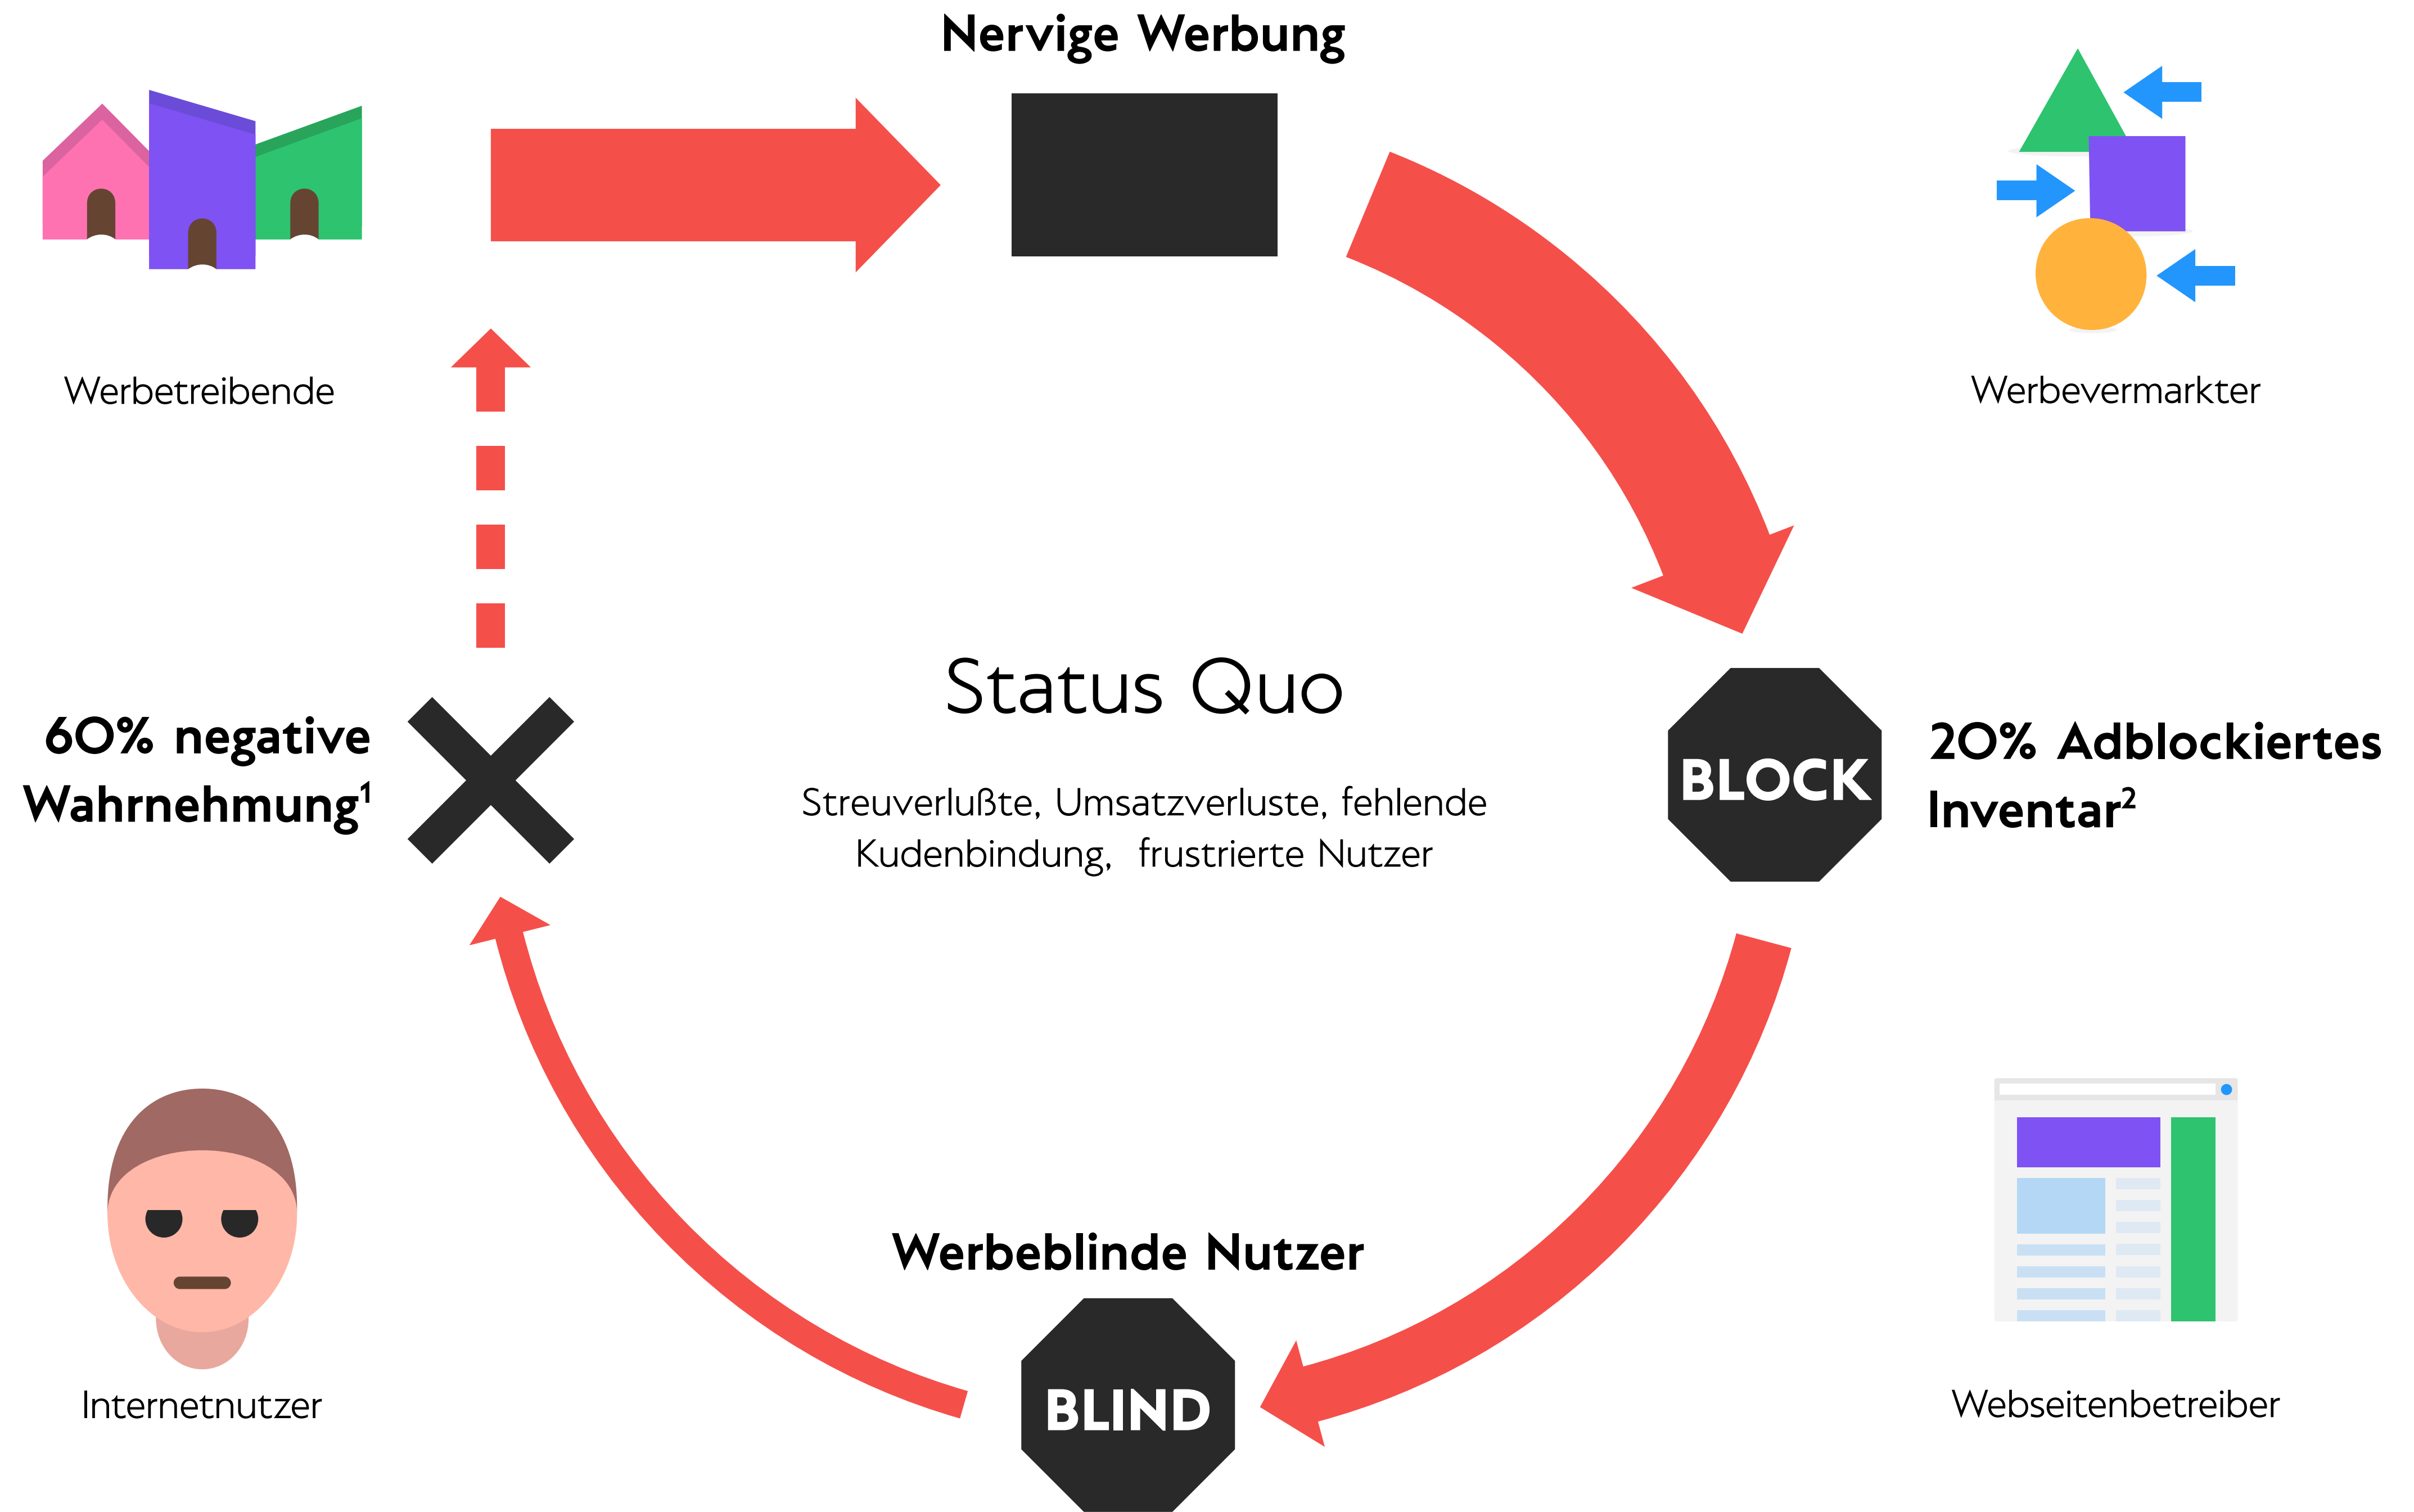 Nervige Werbung
Werbetreibende
Werbevermarkter
Status Quo
60% negative
Wahrnehmung¹
Streuverlußte, Umsatzverluste, fehlende
Kudenbindung, frustrierte Nutzer
BLOCK
20% Adblockiertes
Inventar²
Werbeblinde Nutzer
BLIND
Internetnutzer
Webseitenbetreiber